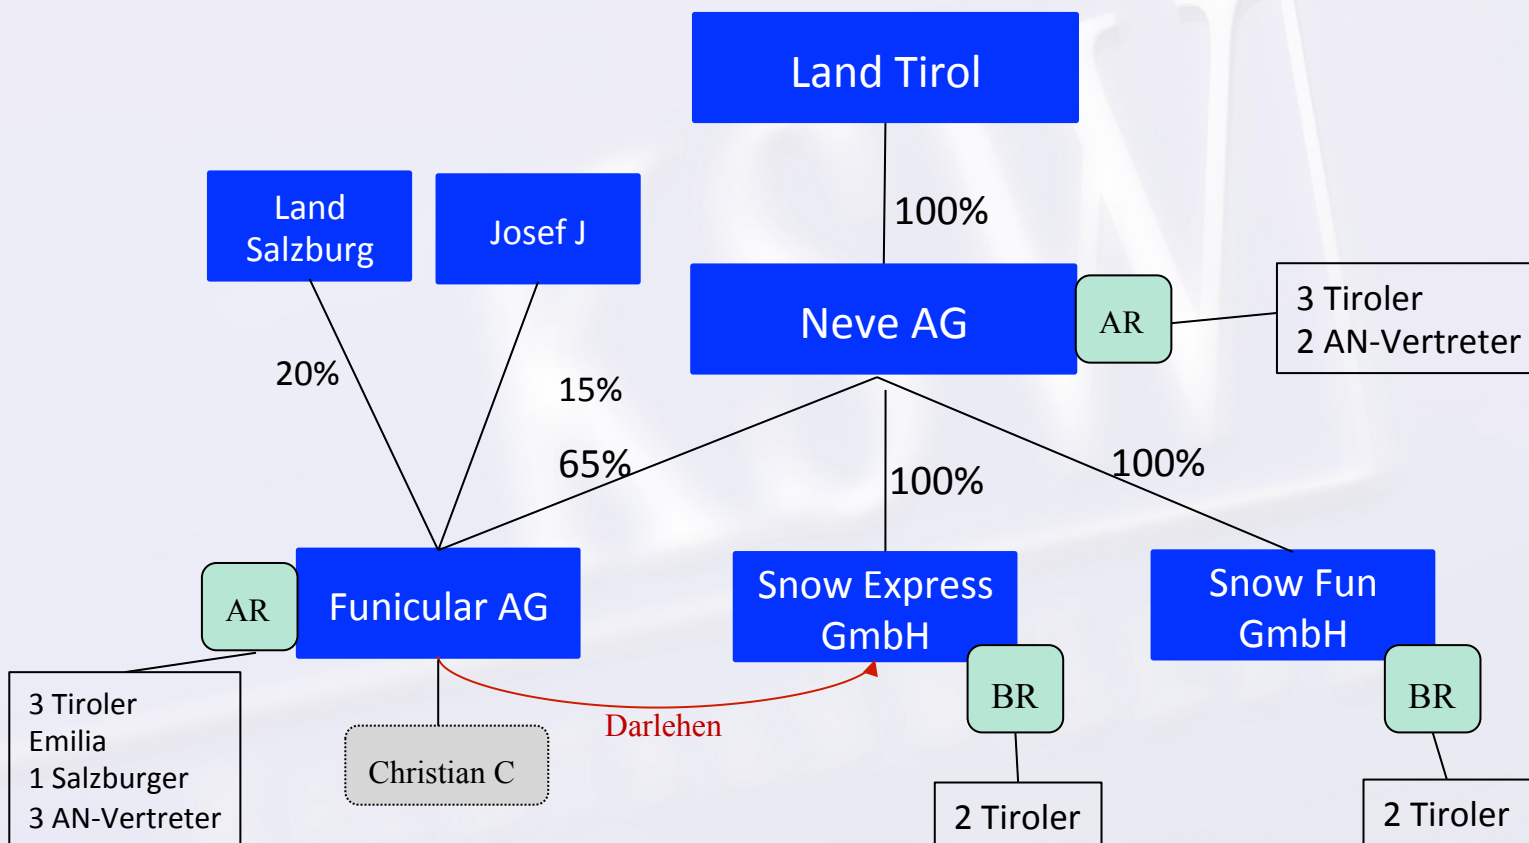 Land Tirol
Land
Salzburg
Josef J
100%
Neve AG
AR
3 Tiroler
2 AN-Vertreter
20%
15%
65%
100%
100%
AR
Funicular AG
Snow Express
GmbH
Snow Fun
GmbH
BR
BR
Darlehen
3 Tiroler
Emilia
1 Salzburger
3 AN-Vertreter
Christian C
2 Tiroler
2 Tiroler
KSW